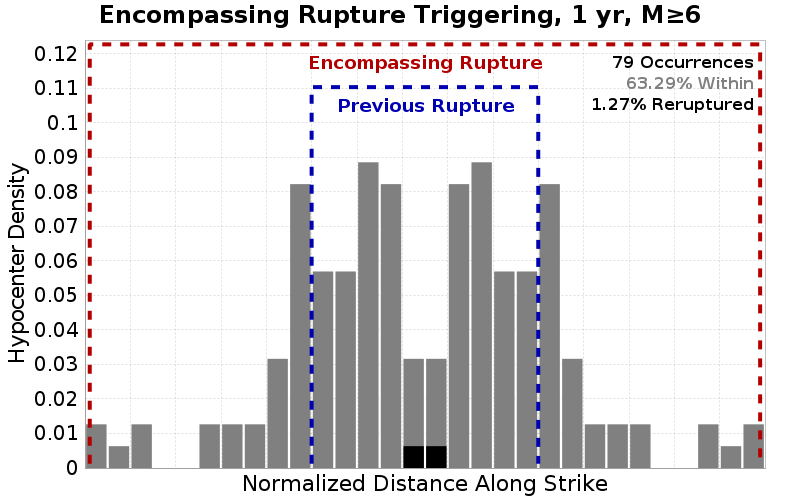 Encompassing Rupture Triggering, 1 yr, M≥6
Encompassing Rupture
79 Occurrences
63.29% Within
1.27% Reruptured
Previous Rupture
Hypocenter Density
0.12
0.11
0.1
0.09
0.08
0.07
0.06
0.05
0.04
0.03
0.02
0.01
0
Normalized Distance Along Strike